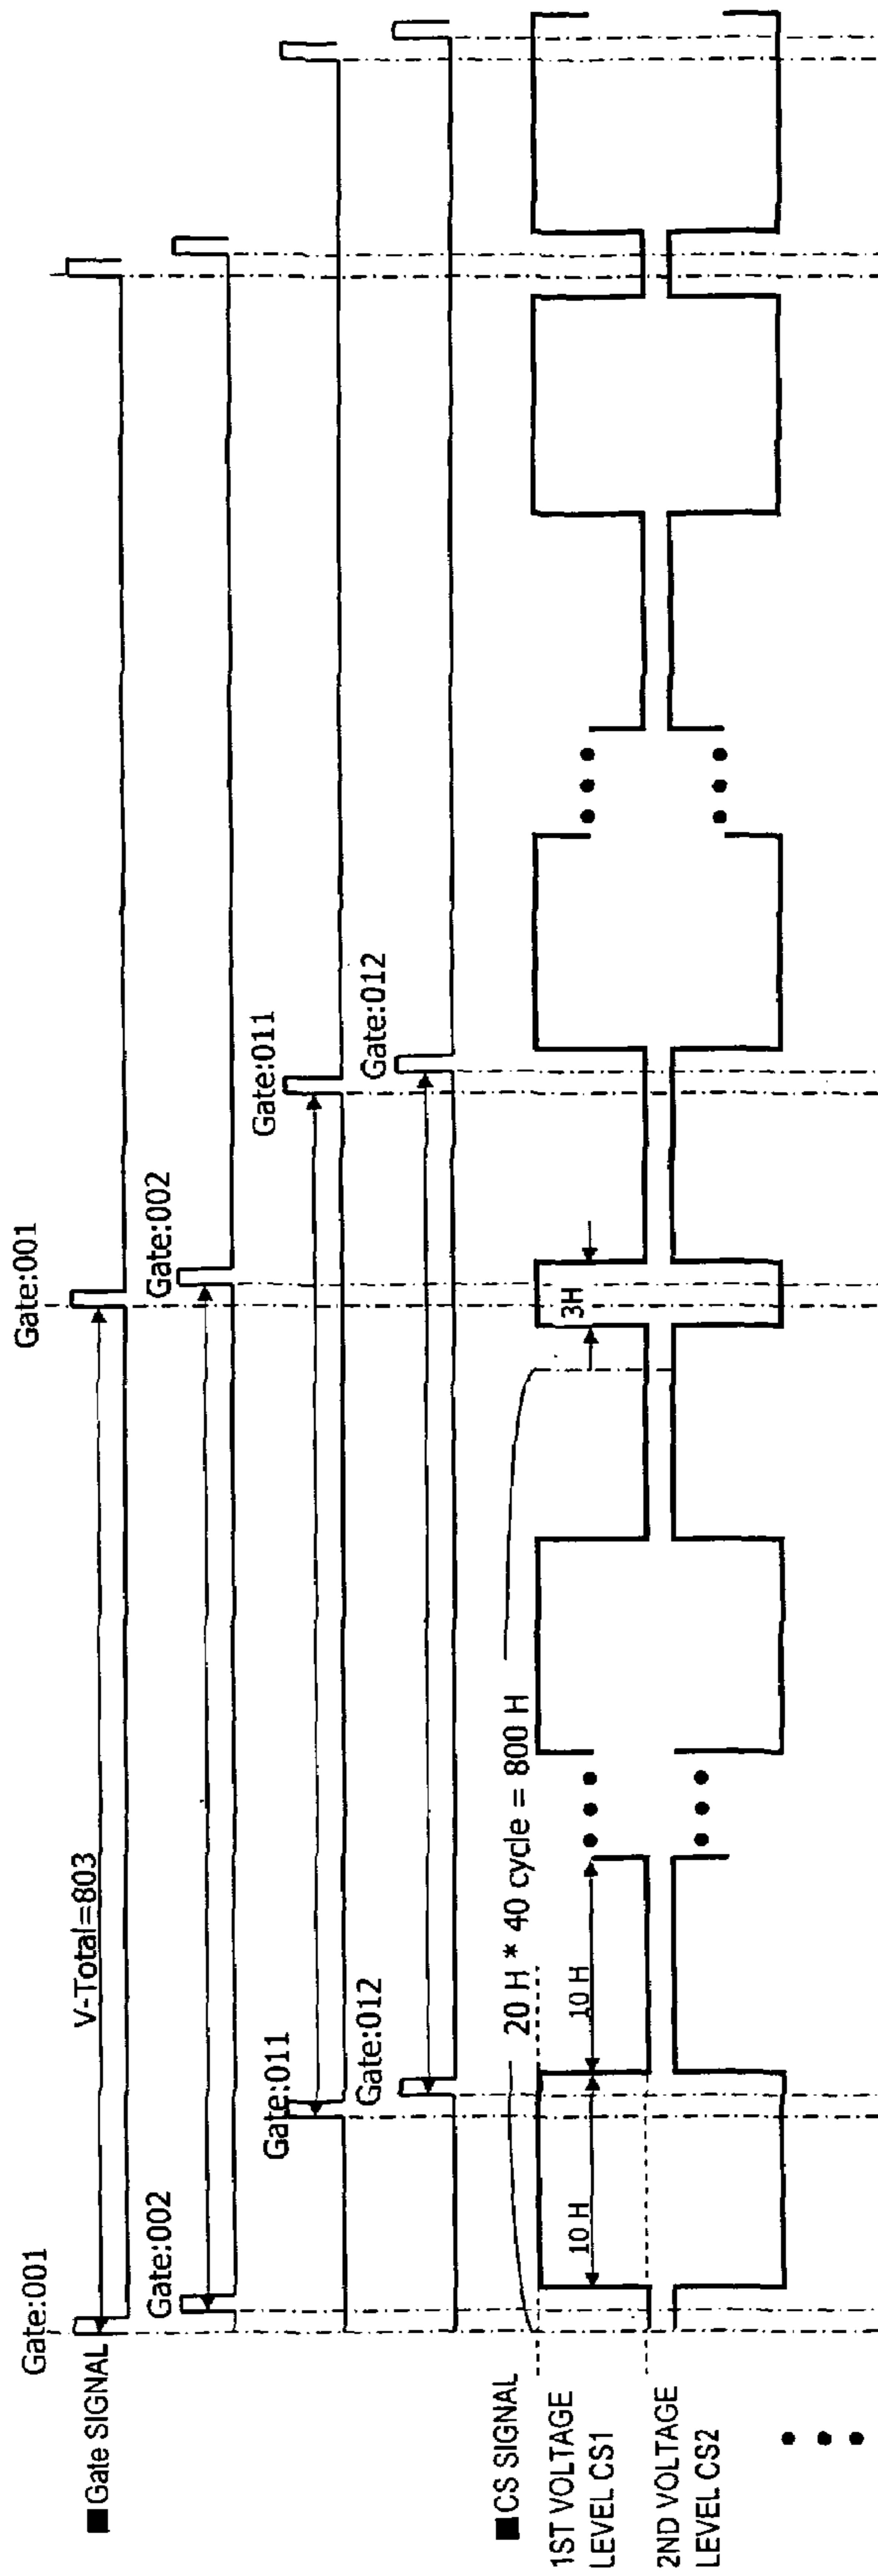 ■Gate SIGNAL
Gate:001
V-Total=803
Gate:001
Gate:002
Gate:002
Gate:011
Gate:011
Gate:012
Gate:012
■CS SIGNAL
20 H * 40 cycle = 800 H
1ST VOLTAGE
LEVEL CS1
10 H
10 H
3H
2ND VOLTAGE
LEVEL CS2